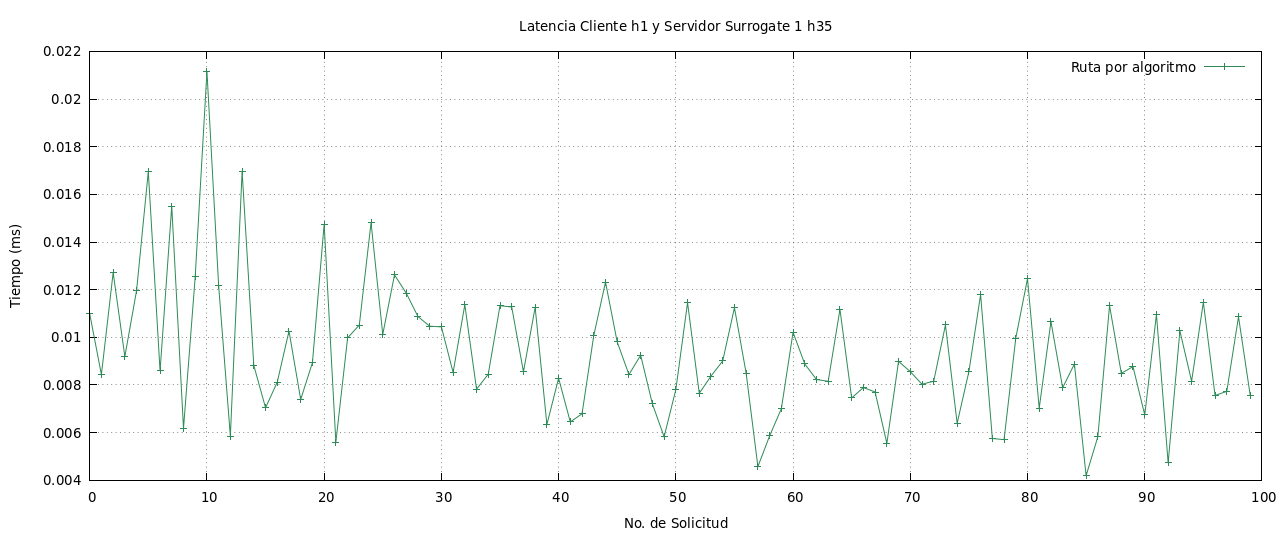 Latencia Cliente h1 y Servidor Surrogate 1 h35
Ruta por algoritmo
0.022
0.02
0.018
0.016
0.014
0.012
0.01
0.008
0.006
0.004
Tiempo (ms)
0 10 20 30 40 50 60 70 80 90 100
No. de Solicitud